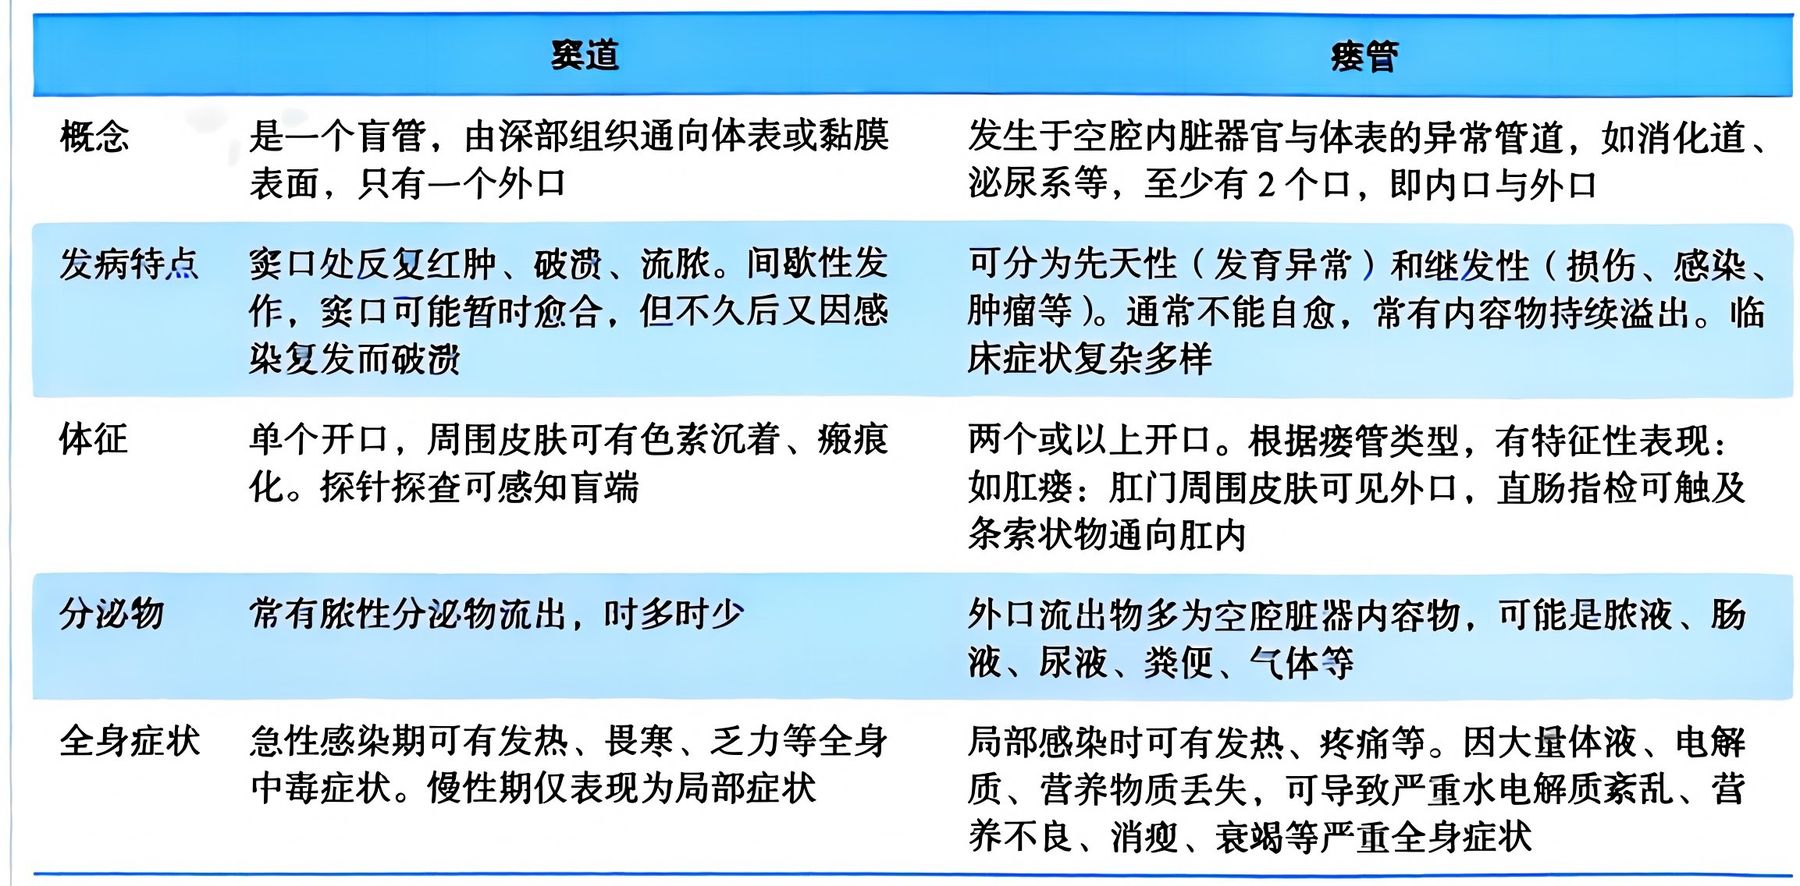 窦道 瘘管
概念 是一个盲管，由深部组织通向体表或黏膜 发生于空腔内脏器官与体表的异常管道，如消化道、
表面，只有一个外口 泌尿系等，至少有2个口，即内口与外口
发病特点 窦口处反复红肿、破溃、流脓。间歇性发 可分为先天性（发育异常）和继发性（损伤、感染、
作，窦口可能暂时愈合，但不久后又因感 肿瘤等）。通常不能自愈，常有内容物持续溢出。临
染复发而破溃 床症状复杂多样
体征 单个开口，周围皮肤可有色素沉着、瘢痕 两个或以上开口。根据瘘管类型，有特征性表现：
化。探针探查可感知盲端 如肛瘘：肛门周围皮肤可见外口，直肠指检可触及
条索状物通向肛内
分泌物 常有脓性分泌物流出，时多时少 外口流出物多为空腔脏器内容物，可能是脓液、肠
液、尿液、粪便、气体等
全身症状 急性感染期可有发热、畏寒、乏力等全身 局部感染时可有发热、疼痛等。因大量体液、电解
中毒症状。慢性期仅表现为局部症状 质、营养物质丢失，可导致严重水电解质紊乱、营
养不良、消瘦、衰竭等严重全身症状